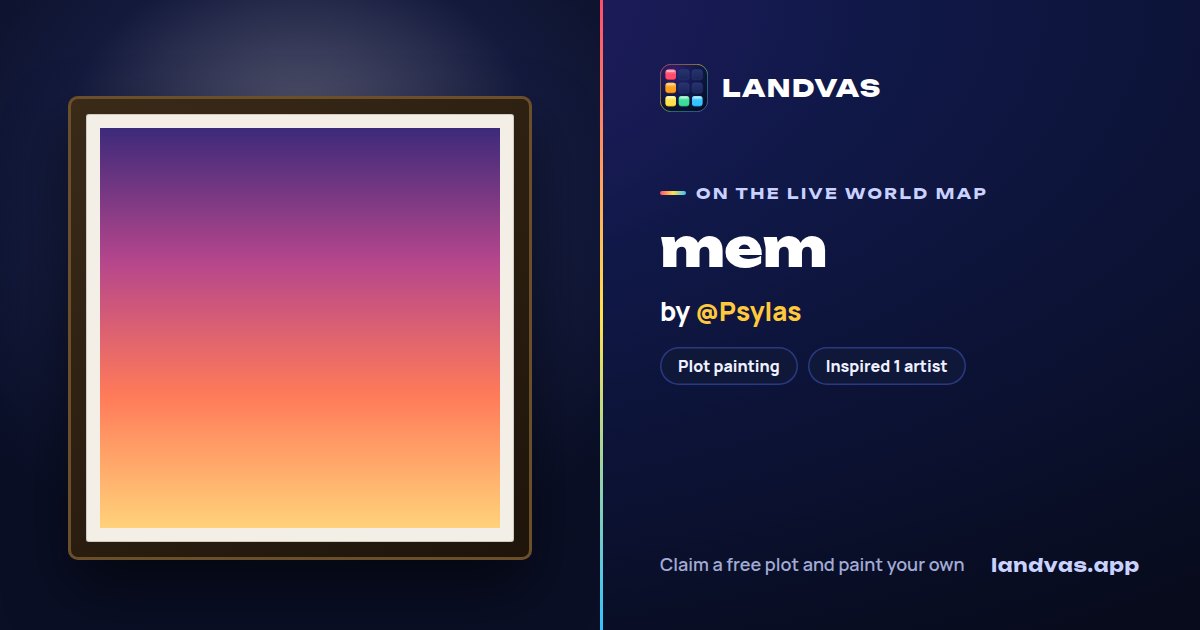 LANDVAS
ON THE LIVE WORLD MAP
mem
by @Psylas
Plot painting
Inspired 1 artist
Claim a free plot and paint your own
landvas.app